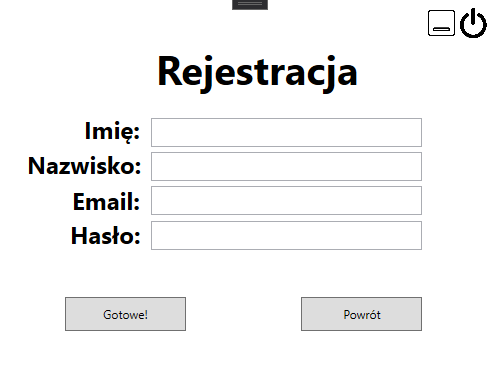 Rejestracja
Imię:
Nazwisko:
Email:
Hasło:
Gotowe! Powrót